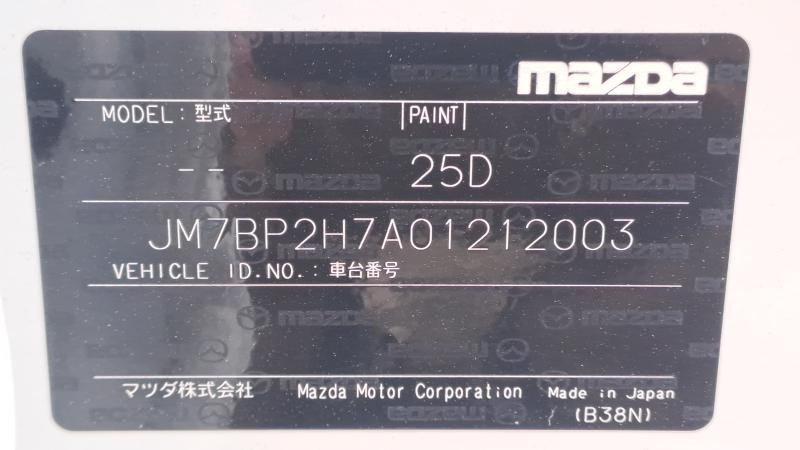 mazda
MODEL : 型式 PAINT
-- 25D
JM7BP2H7A01212003
VEHICLE ID.NO. : 車台番号
マツダ株式会社 Mazda Motor Corporation Made in Japan
(B38N)